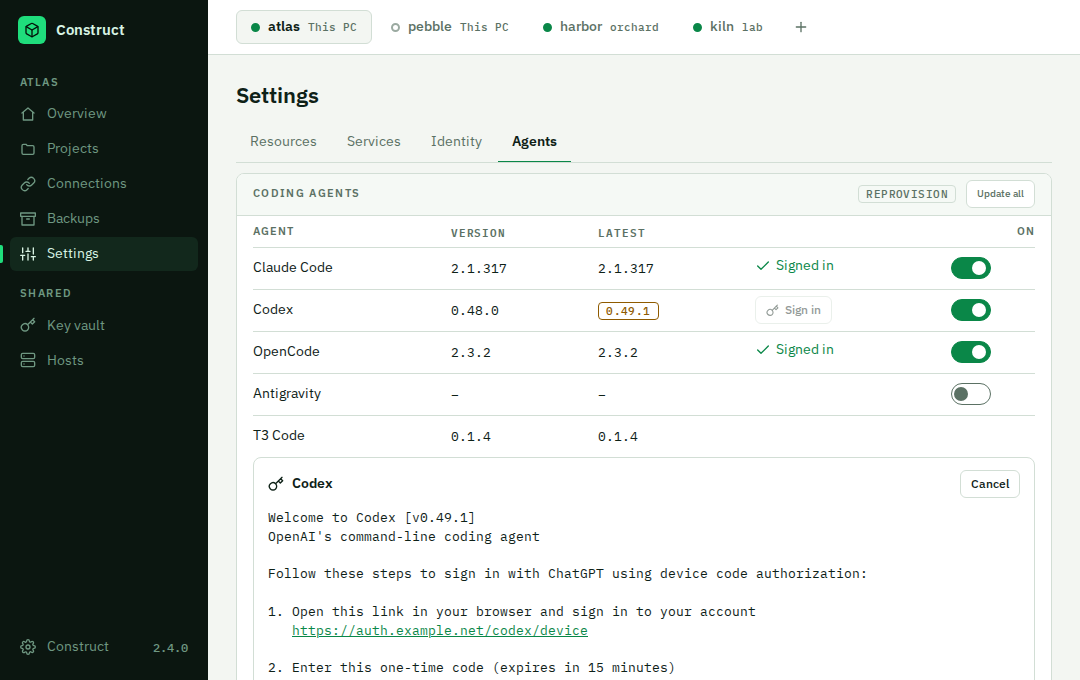 Construct
atlas This PC
pebble This PC
harbor orchard
kiln lab
ATLAS
Overview
Projects
Connections
Backups
Settings
SHARED
Key vault
Hosts
Construct 2.4.0
Settings
Resources Services Identity Agents
CODING AGENTS REPROVISION Update all
AGENT VERSION LATEST ON
Claude Code 2.1.317 2.1.317 Signed in
Codex 0.48.0 0.49.1 Sign in
OpenCode 2.3.2 2.3.2 Signed in
Antigravity – –
T3 Code 0.1.4 0.1.4
Codex Cancel
Welcome to Codex [v0.49.1]
OpenAI's command-line coding agent
Follow these steps to sign in with ChatGPT using device code authorization:
1. Open this link in your browser and sign in to your account
https://auth.example.net/codex/device
2. Enter this one-time code (expires in 15 minutes)